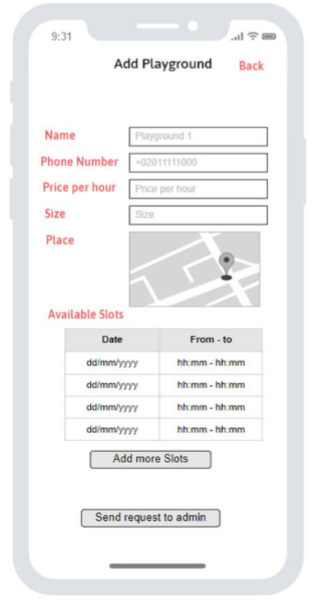 9:31
Add Playground Back
Name Playground 1
Phone Number +02011111000
Price per hour Price per hour
Size Size
Place
Available Slots
Date From - to
dd/mm/yyyy hh:mm - hh:mm
dd/mm/yyyy hh:mm - hh:mm
dd/mm/yyyy hh:mm - hh:mm
dd/mm/yyyy hh:mm - hh:mm
Add more Slots
Send request to admin